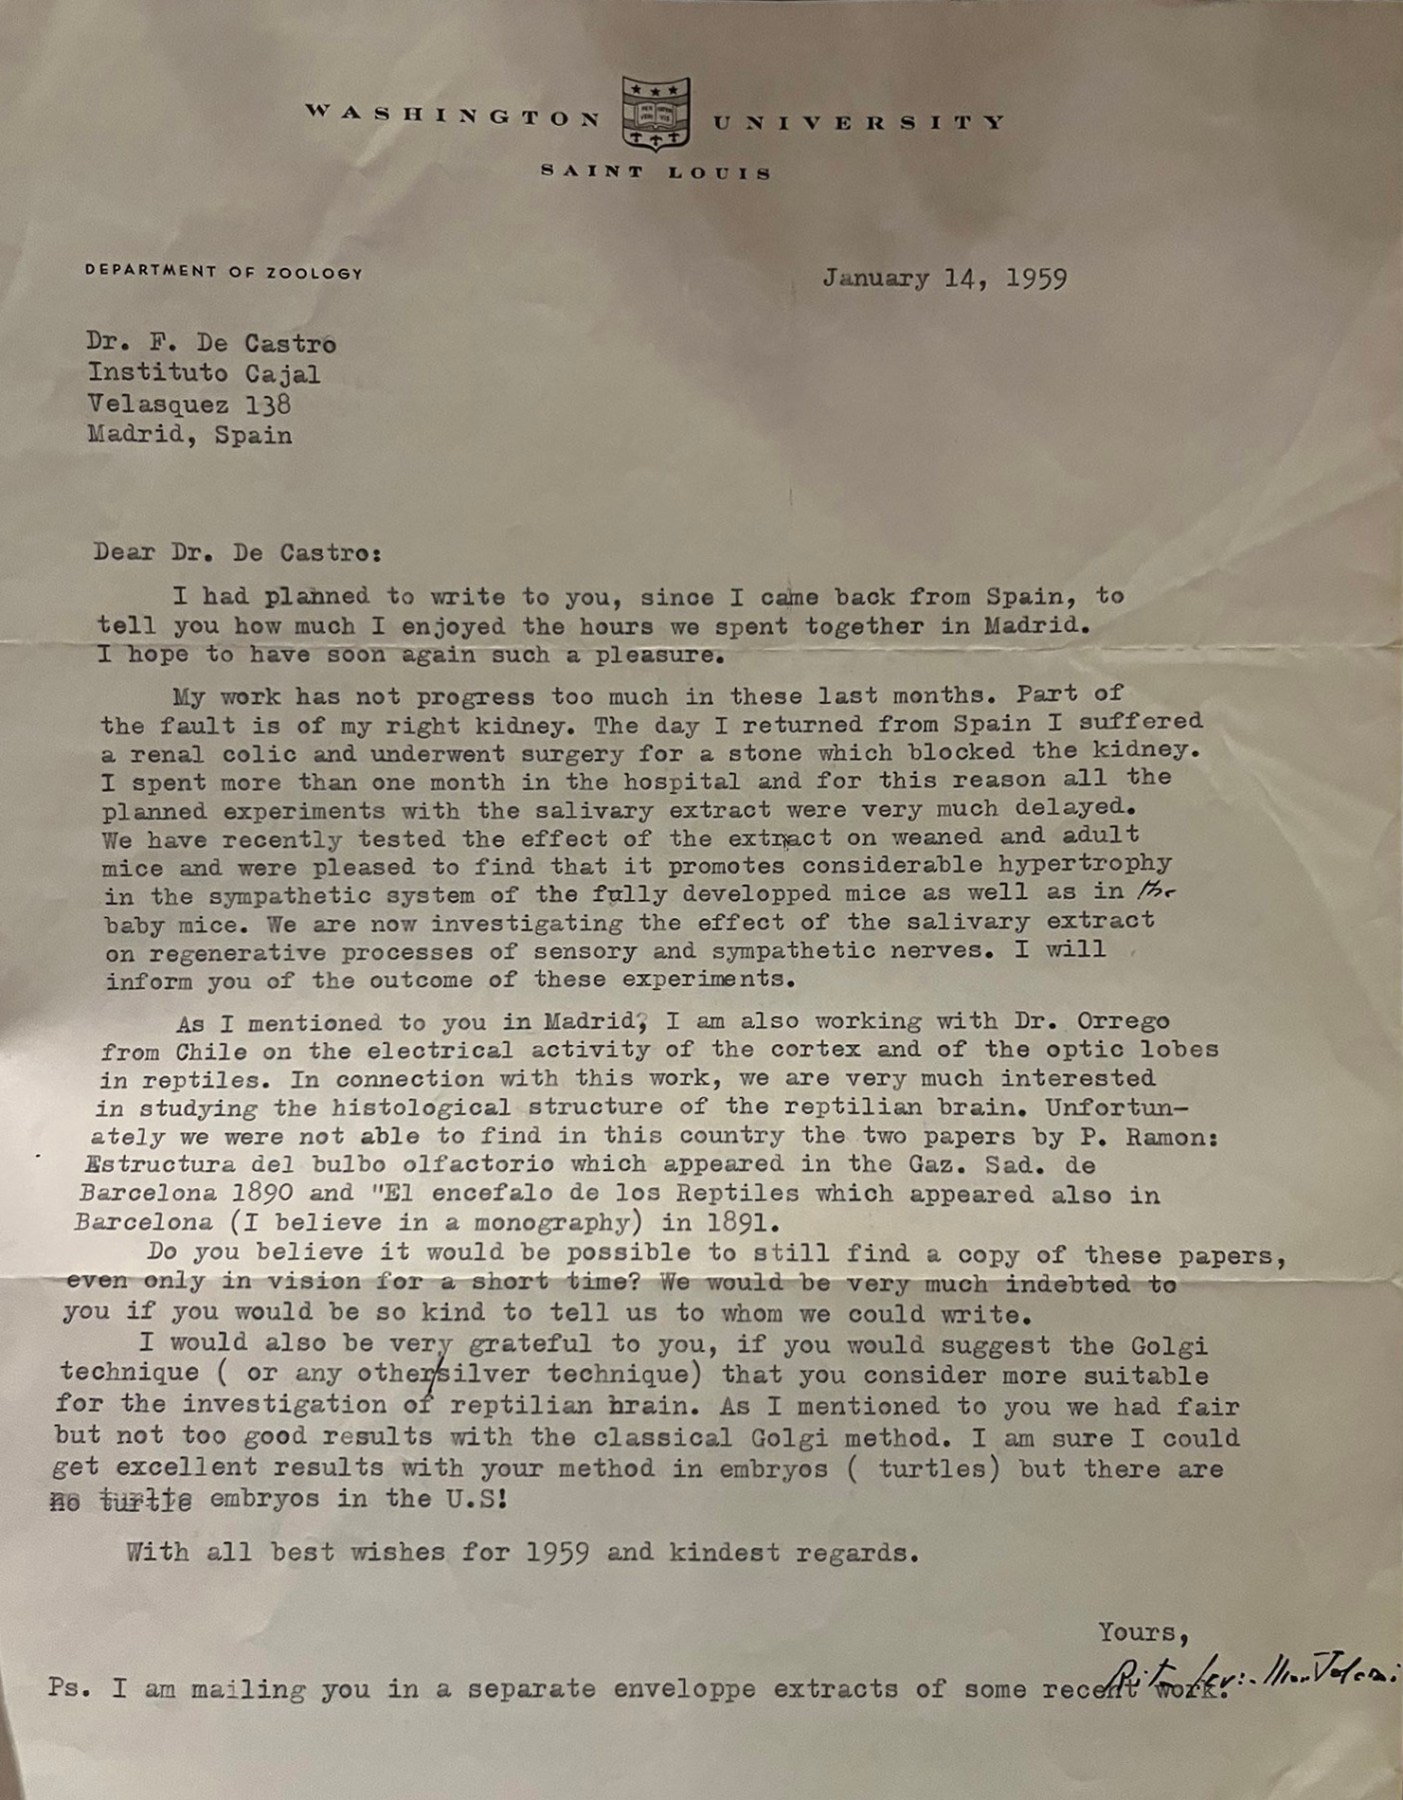 WASHINGTON UNIVERSITY
SAINT LOUIS
DEPARTMENT OF ZOOLOGY
January 14, 1959
Dr. F. De Castro
Instituto Cajal
Velasquez 138
Madrid, Spain
Dear Dr. De Castro:
I had planned to write to you, since I came back from Spain, to
tell you how much I enjoyed the hours we spent together in Madrid.
I hope to have soon again such a pleasure.
My work has not progress too much in these last months. Part of
the fault is of my right kidney. The day I returned from Spain I suffered
a renal colic and underwent surgery for a stone which blocked the kidney.
I spent more than one month in the hospital and for this reason all the
planned experiments with the salivary extract were very much delayed.
We have recently tested the effect of the extract on weaned and adult
mice and were pleased to find that it promotes considerable hypertrophy
in the sympathetic system of the fully developped mice as well as in the
baby mice. We are now investigating the effect of the salivary extract
on regenerative processes of sensory and sympathetic nerves. I will
inform you of the outcome of these experiments.
As I mentioned to you in Madrid, I am also working with Dr. Orrego
from Chile on the electrical activity of the cortex and of the optic lobes
in reptiles. In connection with this work, we are very much interested
in studying the histological structure of the reptilian brain. Unfortun-
ately we were not able to find in this country the two papers by P. Ramon:
Estructura del bulbo olfactorio which appeared in the Gaz. Sad. de
Barcelona 1890 and "El encefalo de los Reptiles which appeared also in
Barcelona (I believe in a monography) in 1891.
Do you believe it would be possible to still find a copy of these papers,
even only in vision for a short time? We would be very much indebted to
you if you would be so kind to tell us to whom we could write.
I would also be very grateful to you, if you would suggest the Golgi
technique ( or any other/silver technique) that you consider more suitable
for the investigation of reptilian brain. As I mentioned to you we had fair
but not too good results with the classical Golgi method. I am sure I could
get excellent results with your method in embryos ( turtles) but there are
no turtle embryos in the U.S!
With all best wishes for 1959 and kindest regards.
Yours,
Rita Levi-Montalcini
Ps. I am mailing you in a separate enveloppe extracts of some recent work.